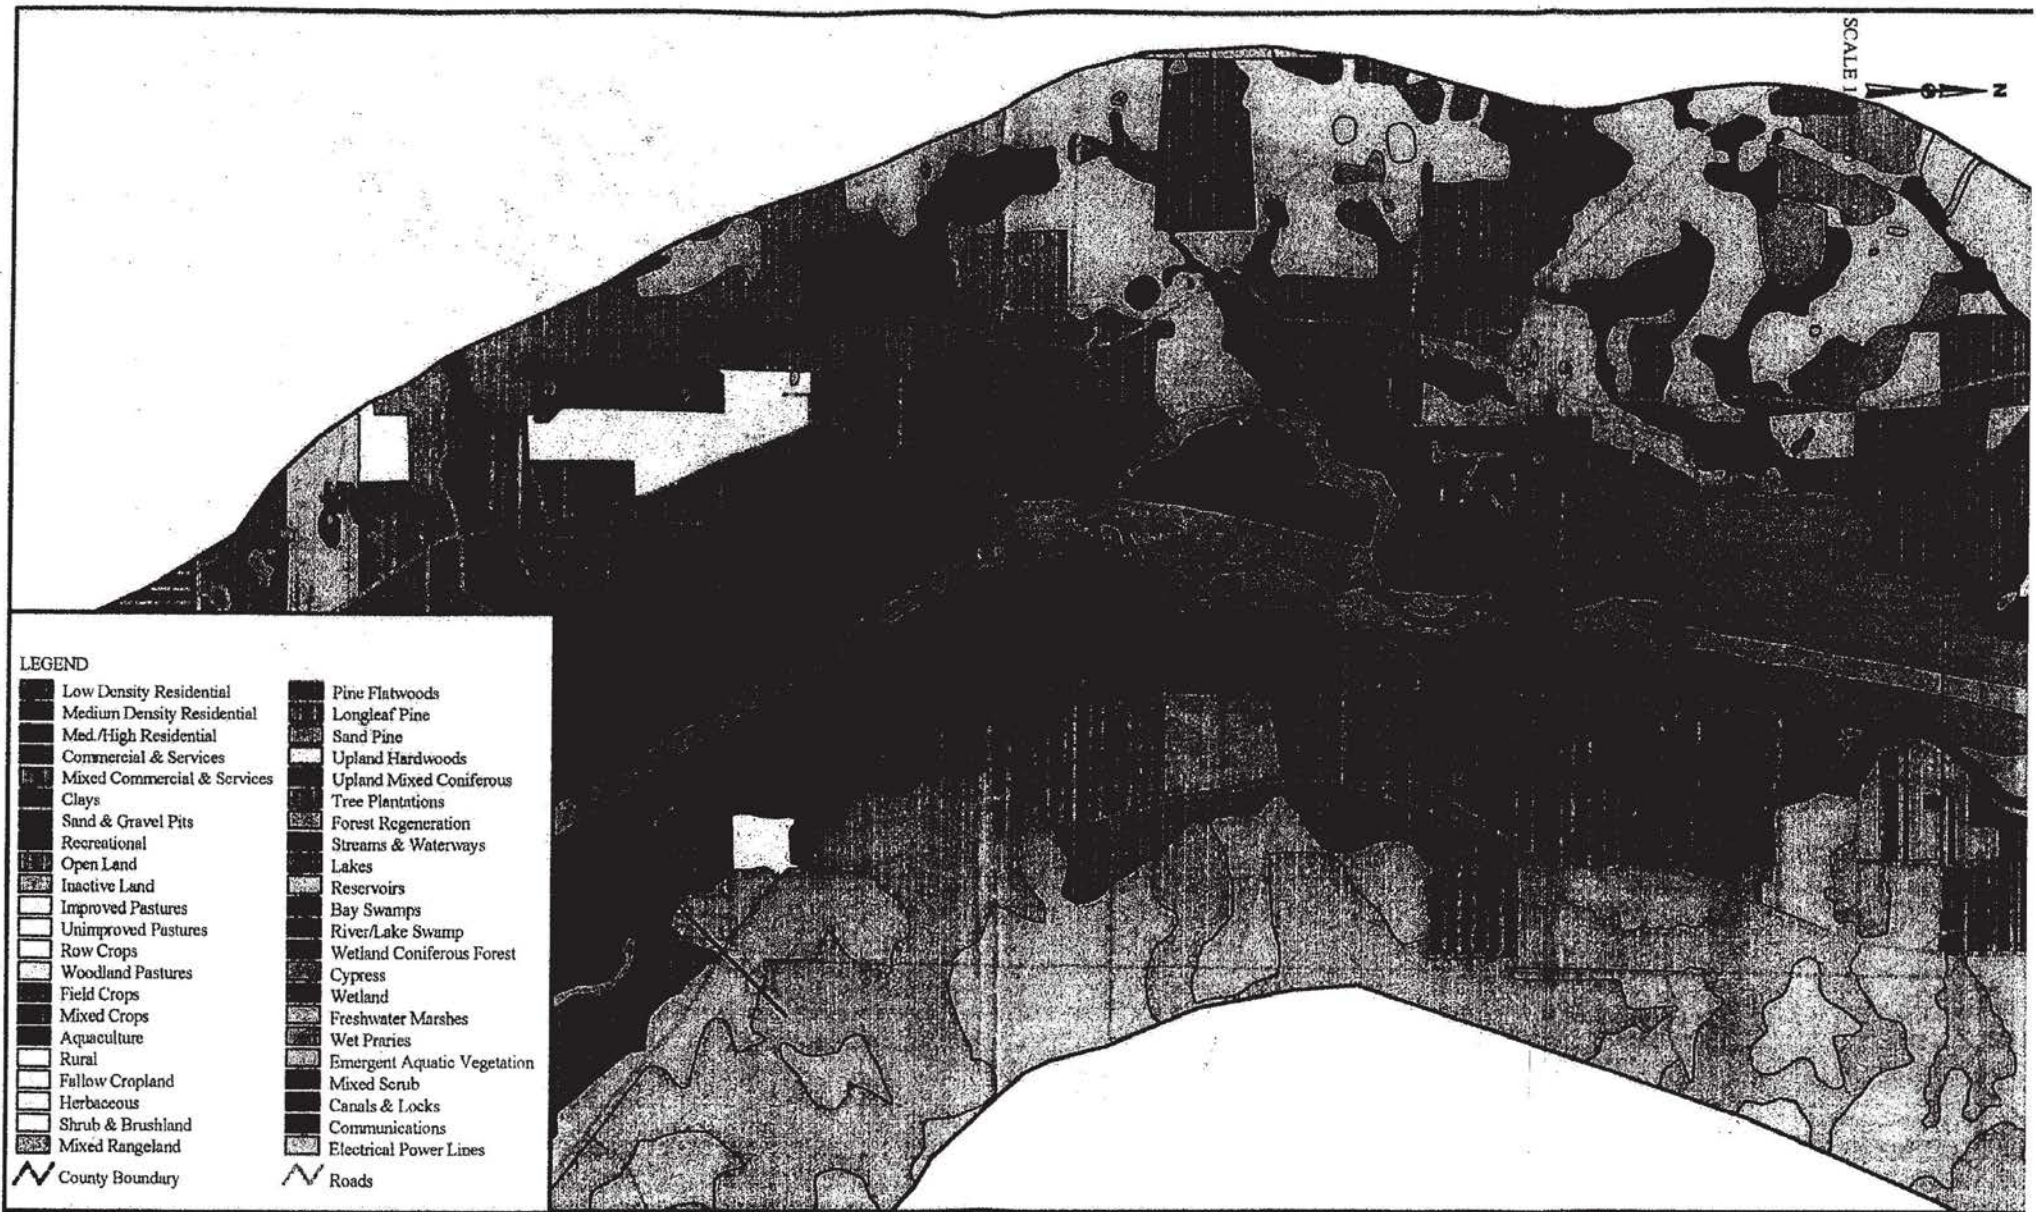 SCALE 1
N
LEGEND
Low Density Residential
Medium Density Residential
Med./High Residential
Commercial & Services
Mixed Commercial & Services
Clays
Sand & Gravel Pits
Recreational
Open Land
Inactive Land
Improved Pastures
Unimproved Pastures
Row Crops
Woodland Pastures
Field Crops
Mixed Crops
Aquaculture
Rural
Fallow Cropland
Herbaceous
Shrub & Brushland
Mixed Rangeland
County Boundary
Pine Flatwoods
Longleaf Pine
Sand Pine
Upland Hardwoods
Upland Mixed Coniferous
Tree Plantations
Forest Regeneration
Streams & Waterways
Lakes
Reservoirs
Bay Swamps
River/Lake Swamp
Wetland Coniferous Forest
Cypress
Wetland
Freshwater Marshes
Wet Praries
Emergent Aquatic Vegetation
Mixed Scrub
Canals & Locks
Communications
Electrical Power Lines
Roads